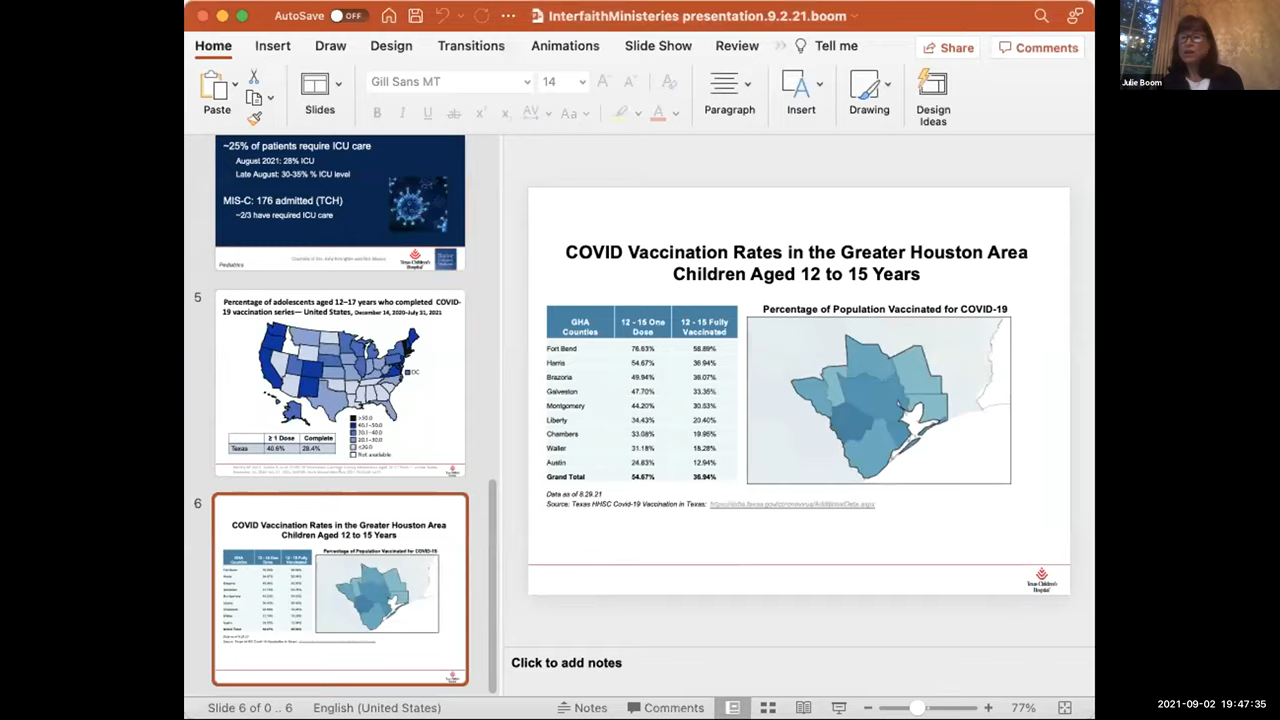 AutoSave OFF InterfaithMinisteries presentation.9.2.21.boom
Home Insert Draw Design Transitions Animations Slide Show Review Tell me Share Comments
Paste Slides Gill Sans MT 14 Paragraph Insert Drawing Design Ideas
~25% of patients require ICU care
August 2021: 28% ICU
Late August: 30-35% % ICU level
MIS-C: 176 admitted (TCH)
~2/3 have required ICU care
Pediatrics
Texas Children's Hospital
5
Percentage of adolescents aged 12–17 years who completed COVID-
19 vaccination series— United States, December 14, 2020–July 31, 2021
DC
>50.0
40.1–50.0
30.1–40.0
20.1–30.0
Not available
≥ 1 Dose Complete
Texas 40.6% 28.4%
6
COVID Vaccination Rates in the Greater Houston Area
Children Aged 12 to 15 Years
Percentage of Population Vaccinated for COVID-19
COVID Vaccination Rates in the Greater Houston Area
Children Aged 12 to 15 Years
GHA Counties 12 - 15 One Dose 12 - 15 Fully Vaccinated
Fort Bend 76.63% 58.89%
Harris 54.67% 36.94%
Brazoria 49.94% 36.07%
Galveston 47.70% 33.35%
Montgomery 44.20% 30.53%
Liberty 34.43% 20.40%
Chambers 33.08% 19.95%
Waller 31.18% 18.28%
Austin 24.83% 12.94%
Grand Total 54.67% 36.94%
Percentage of Population Vaccinated for COVID-19
Data as of 8.29.21
Source: Texas HHSC Covid-19 Vaccination in Texas:
Texas Children's
Hospital
Click to add notes
Slide 6 of 0 .. 6 English (United States) Notes Comments 77%
Julie Boom
2021-09-02 19:47:35